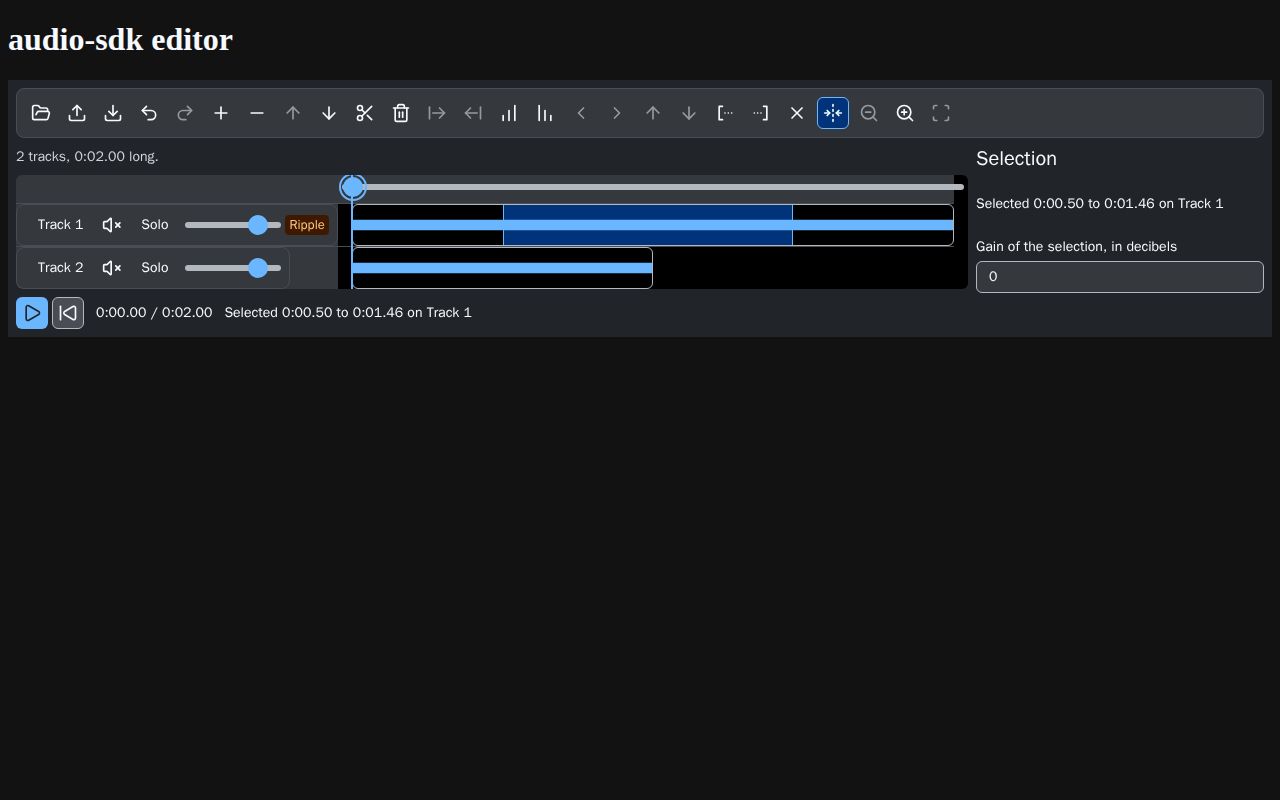 audio-sdk editor
2 tracks, 0:02.00 long.
Selection
Selected 0:00.50 to 0:01.46 on Track 1
Track 1 Solo Ripple
Gain of the selection, in decibels
Track 2 Solo
0
0:00.00 / 0:02.00 Selected 0:00.50 to 0:01.46 on Track 1